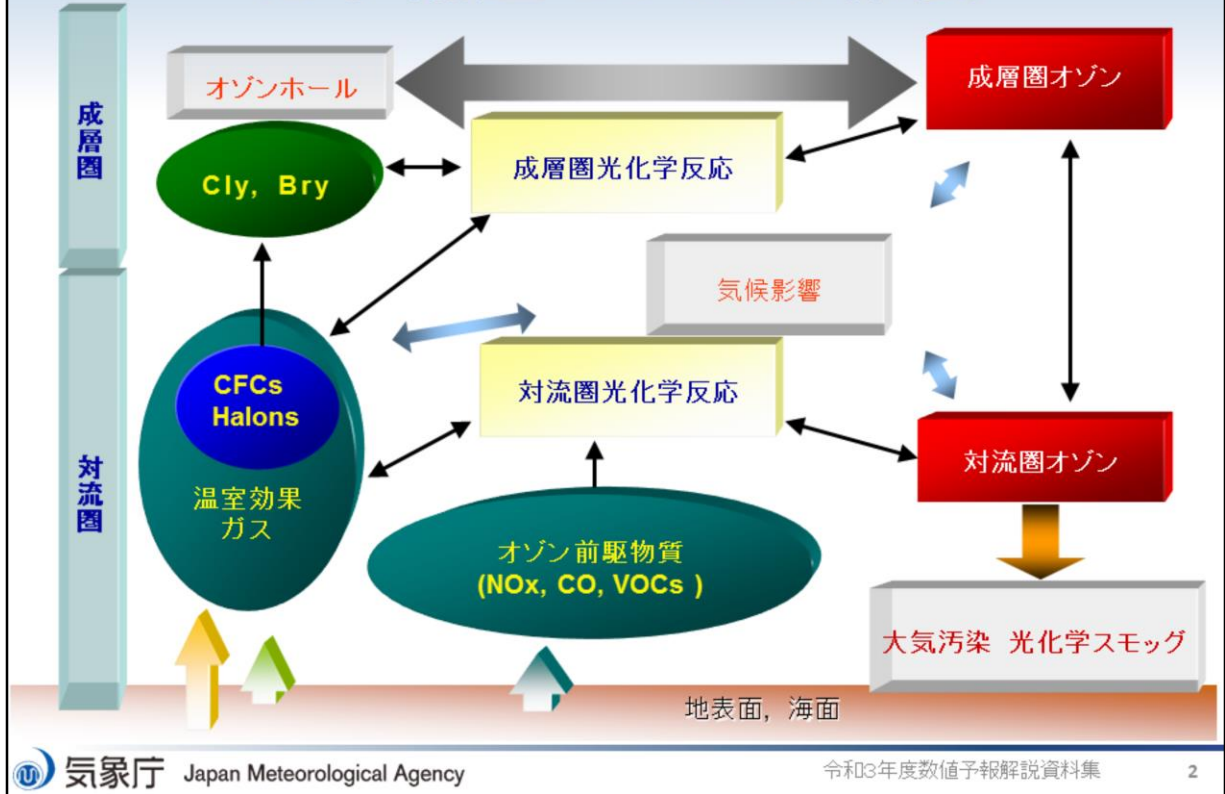 成層圏
オゾンホール
成層圏オゾン
Cly, Bry
成層圏光化学反応
気候影響
対流圏
CFCs
Halons
温室効果
ガス
対流圏光化学反応
対流圏オゾン
オゾン前駆物質
(NOx, CO, VOCs )
大気汚染 光化学スモッグ
地表面, 海面
気象庁 Japan Meteorological Agency
令和3年度数値予報解説資料集
2